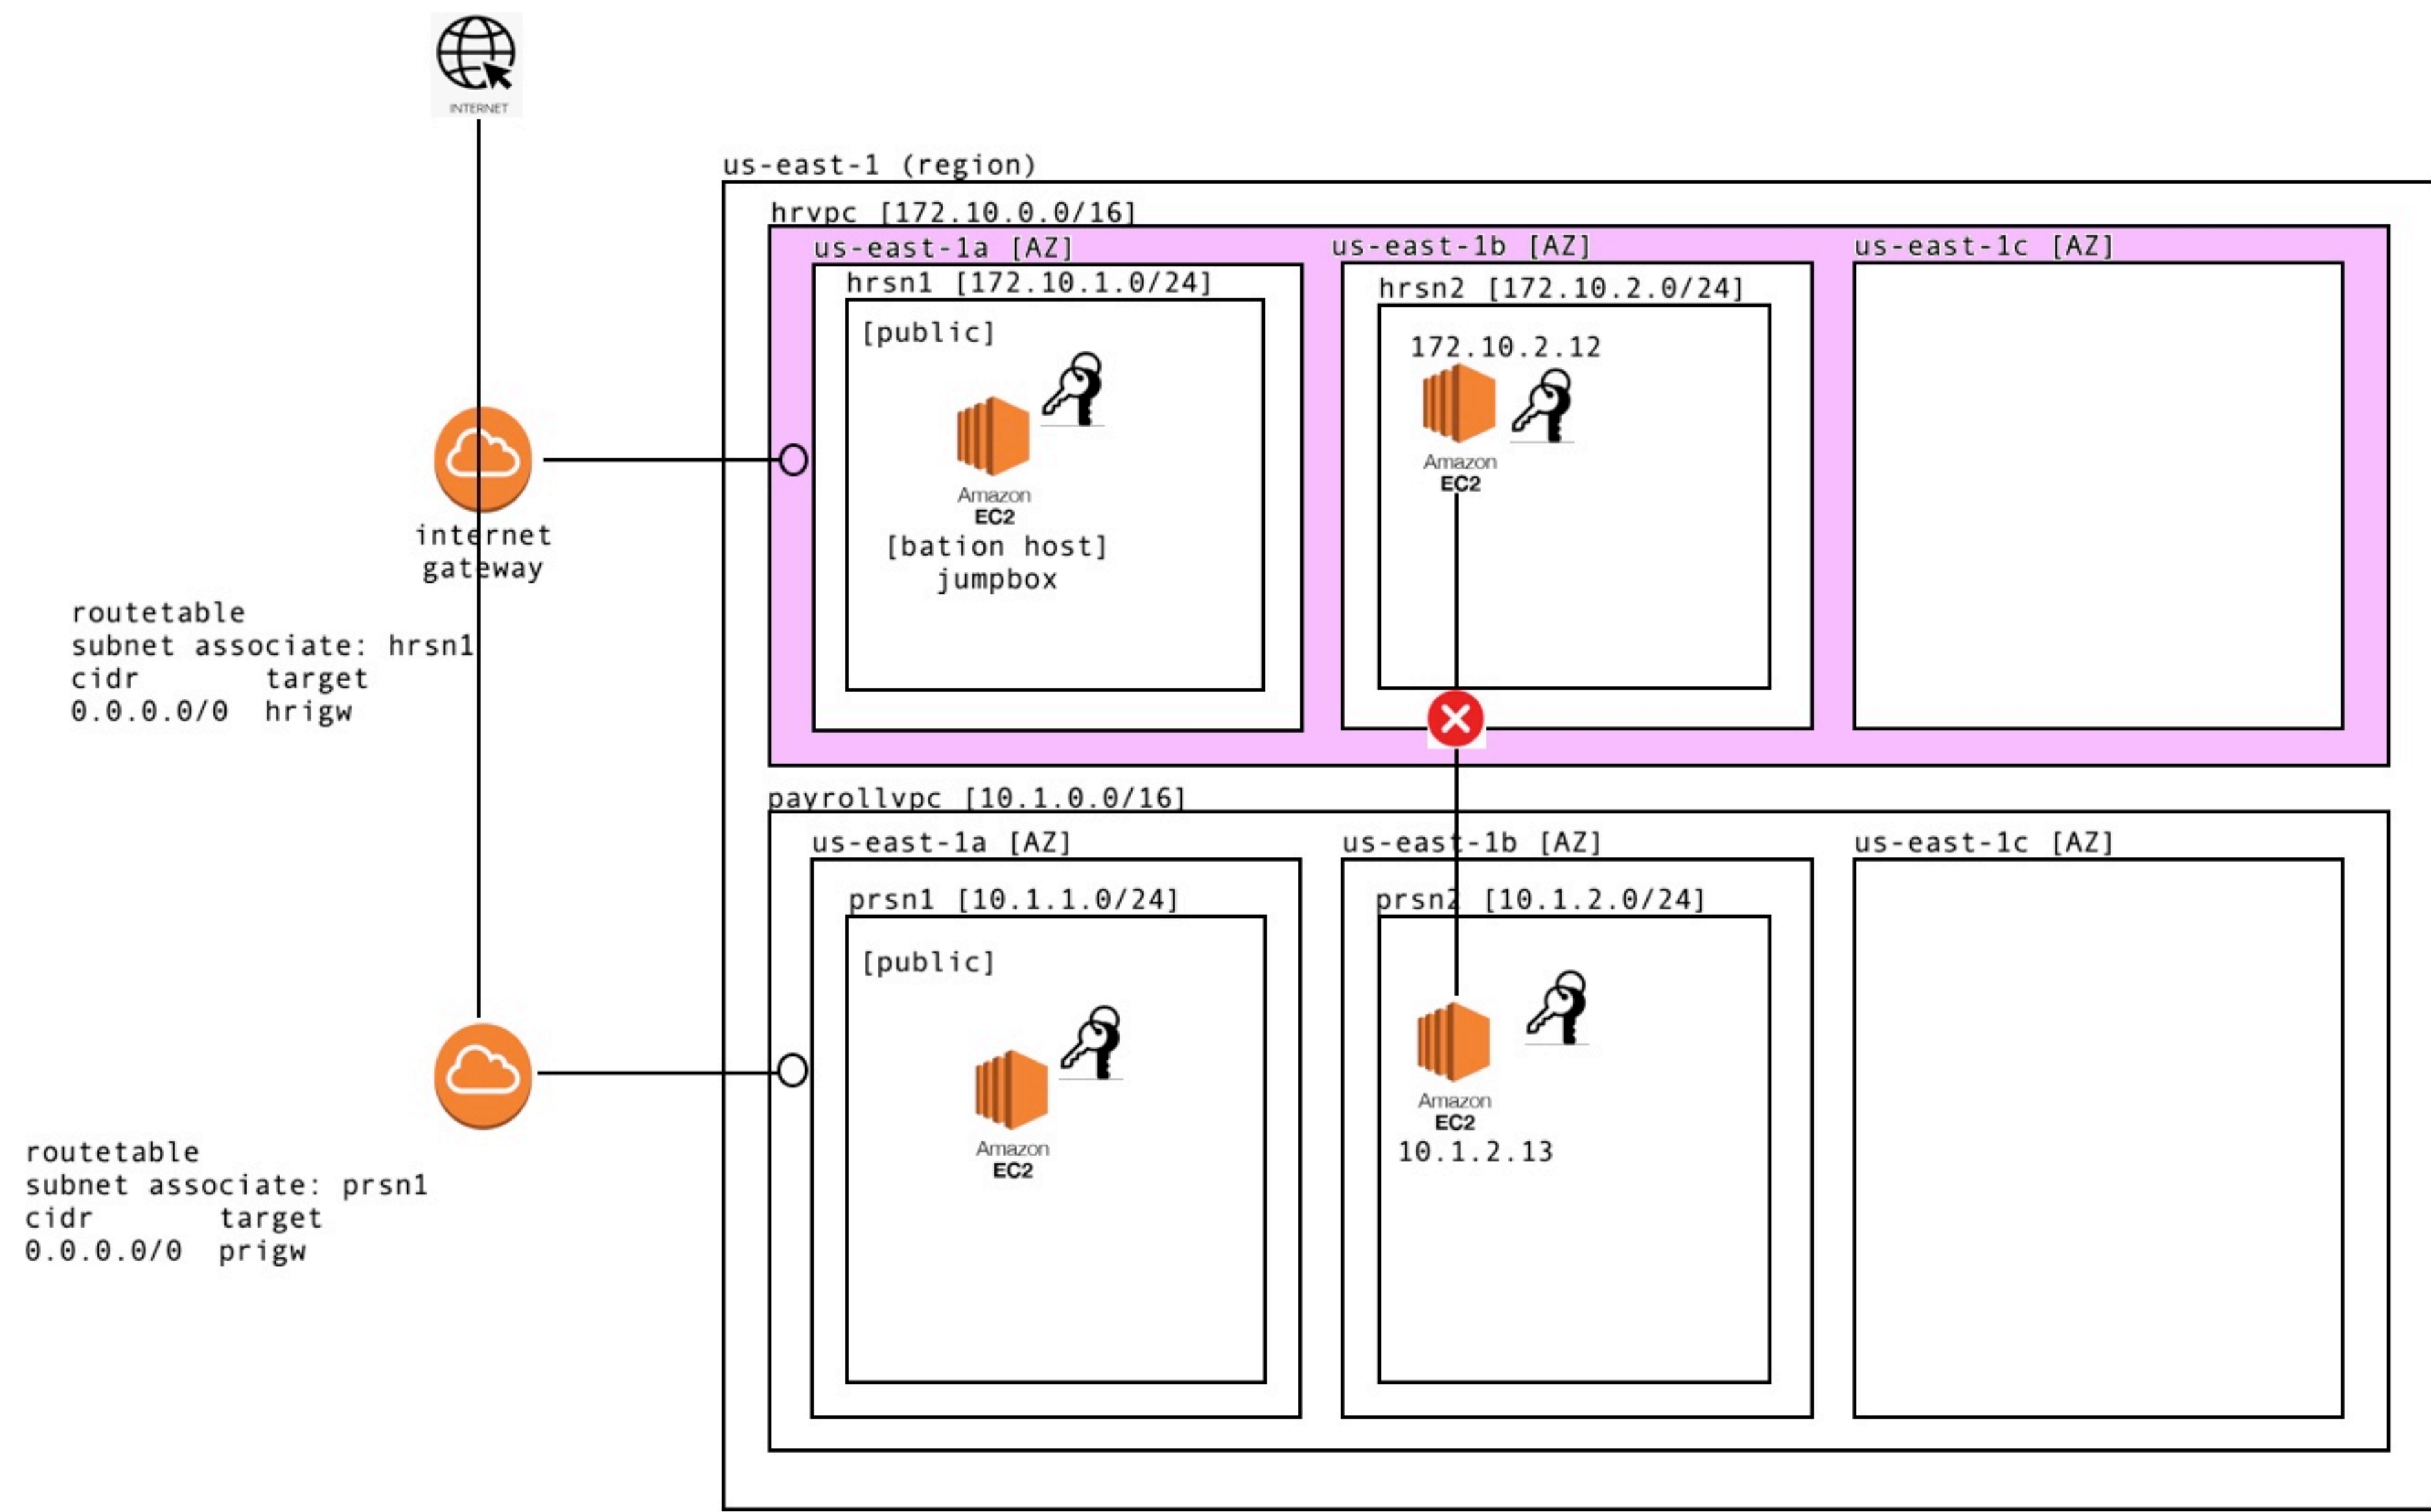 INTERNET
us-east-1 (region)
hrvpc [172.10.0.0/16]
us-east-1a [AZ]
us-east-1b [AZ]
us-east-1c [AZ]
hrsn1 [172.10.1.0/24]
hrsn2 [172.10.2.0/24]
[public]
172.10.2.12
Amazon
EC2
Amazon
EC2
[bation host]
jumpbox
internet
gateway
routetable
subnet associate: hrsn1
cidr target
0.0.0.0/0 hrigw
payrollvpc [10.1.0.0/16]
us-east-1a [AZ]
us-east-1b [AZ]
us-east-1c [AZ]
prsn1 [10.1.1.0/24]
prsn2 [10.1.2.0/24]
[public]
Amazon
EC2
Amazon
EC2
10.1.2.13
routetable
subnet associate: prsn1
cidr target
0.0.0.0/0 prigw